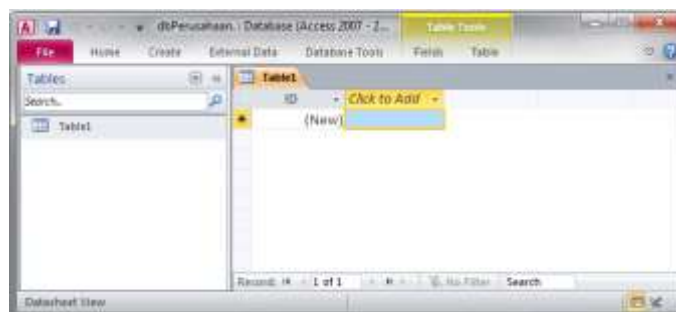 dbPerusahaan : Database (Access 2007 - 2... Table Tools
File Home Create External Data Database Tools Fields Table
Tables
Table1
ID Click to Add
Search..
Table1
(New)
Record: 1 of 1 No Filter Search
Datasheet View